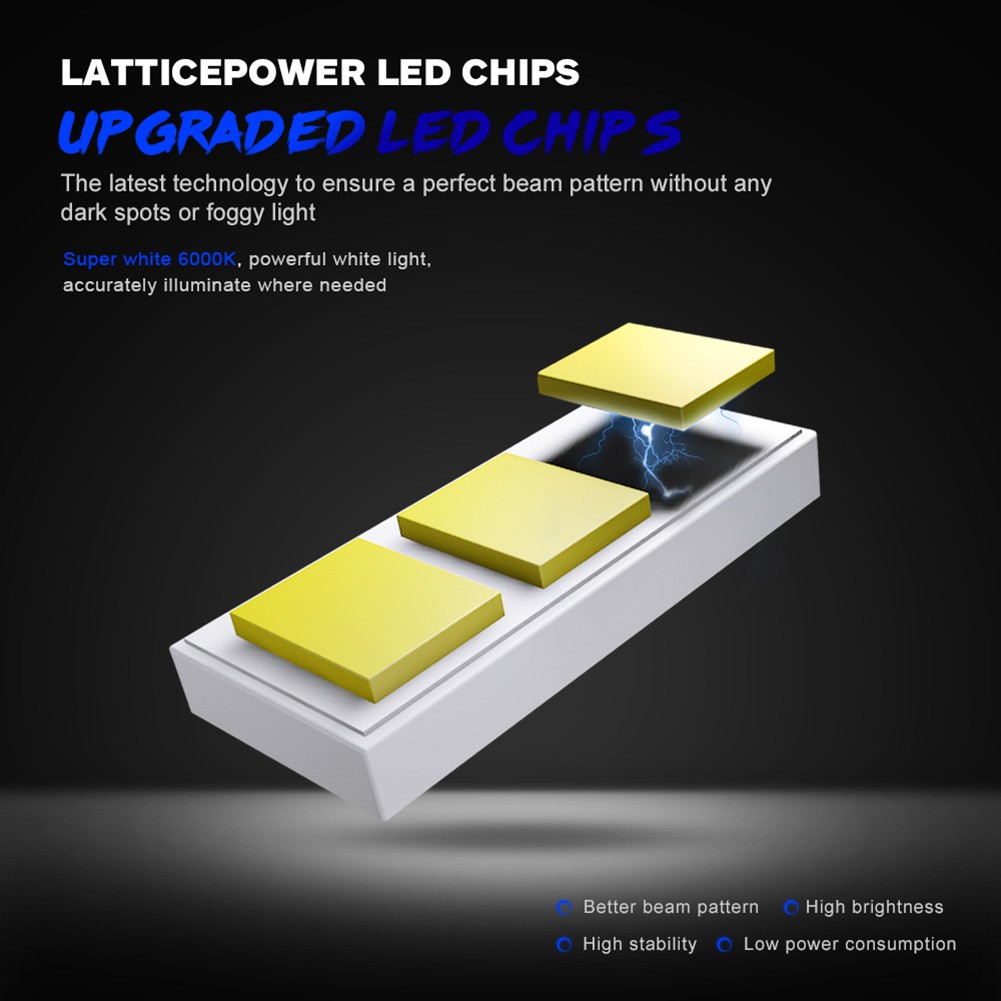 LATTICEPOWER LED CHIPS
UPGRADED LED CHIPS
The latest technology to ensure a perfect beam pattern without any
dark spots or foggy light
Super white 6000K, powerful white light,
accurately illuminate where needed
Better beam pattern High brightness
High stability Low power consumption